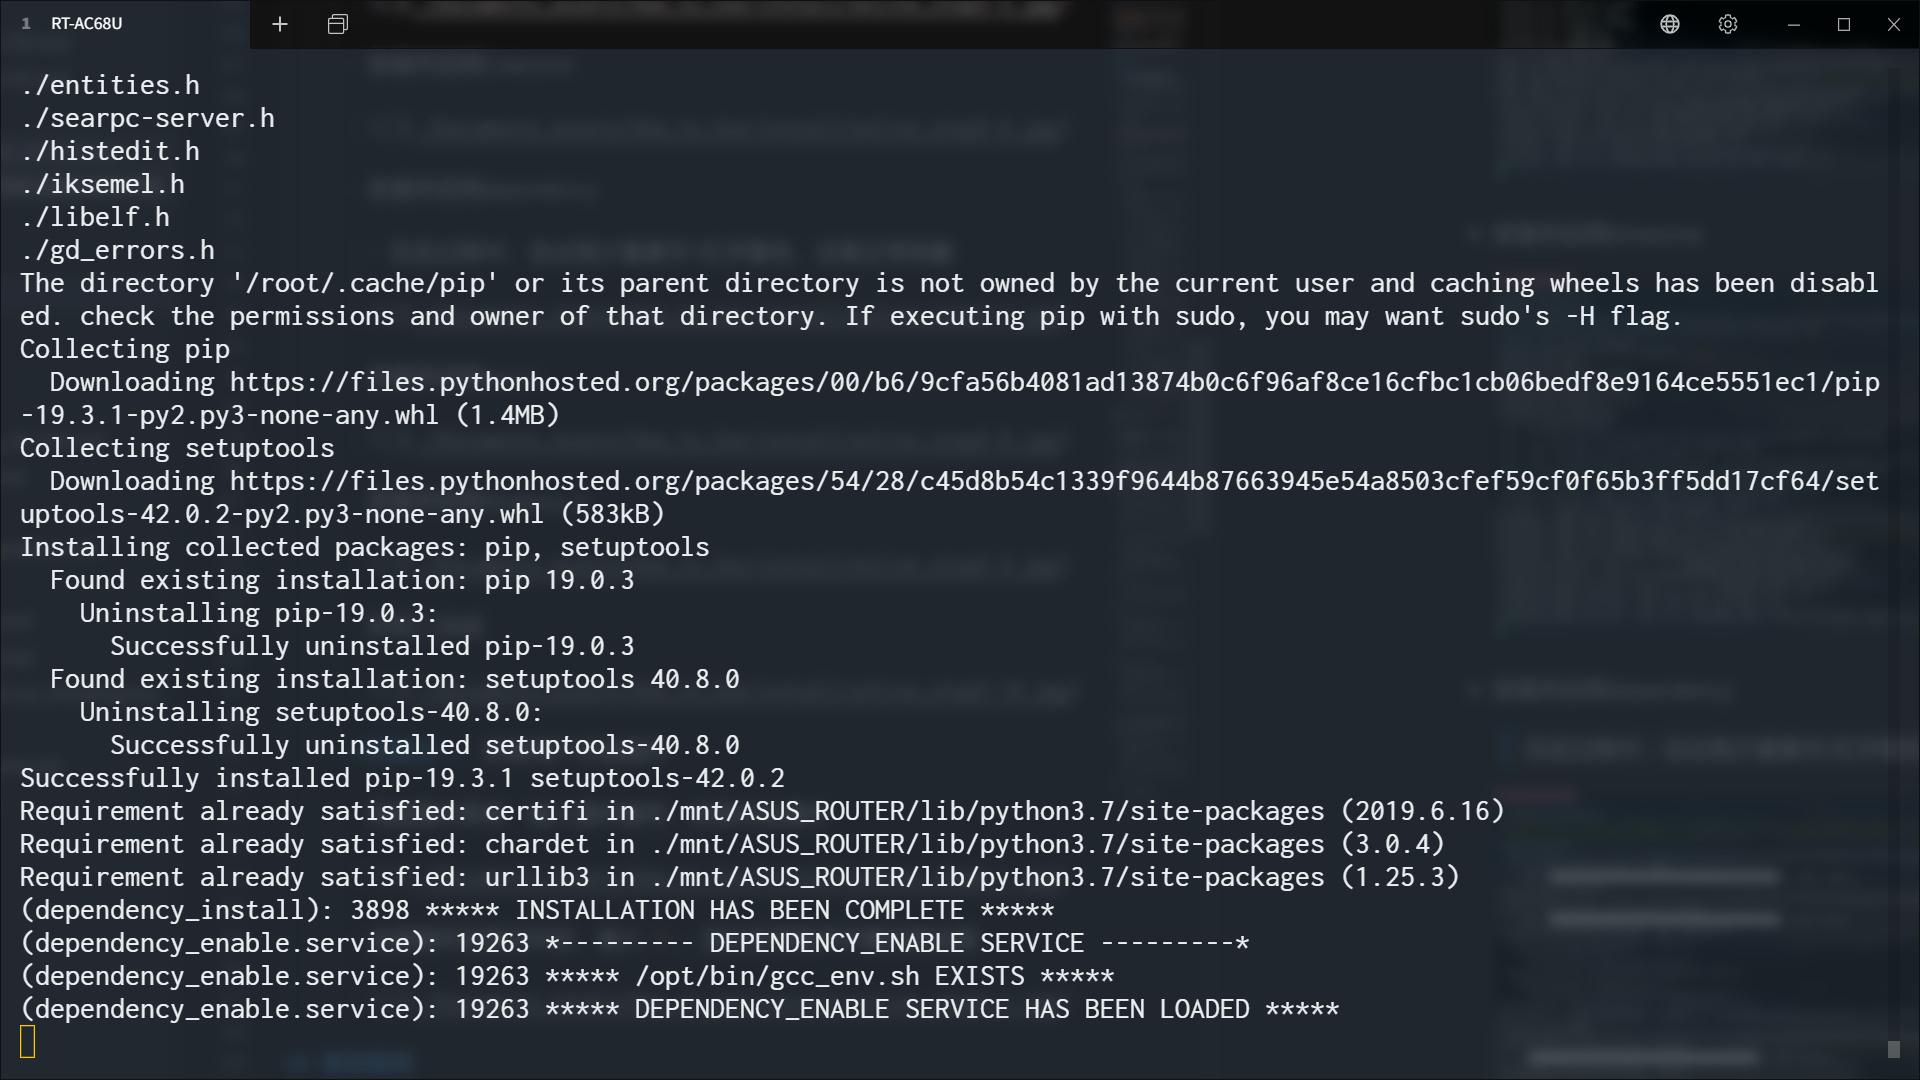 1 RT-AC68U
./entities.h
./searpc-server.h
./histedit.h
./iksemel.h
./libelf.h
./gd_errors.h
The directory '/root/.cache/pip' or its parent directory is not owned by the current user and caching wheels has been disabl
ed. check the permissions and owner of that directory. If executing pip with sudo, you may want sudo's -H flag.
Collecting pip
  Downloading https://files.pythonhosted.org/packages/00/b6/9cfa56b4081ad13874b0c6f96af8ce16cfbc1cb06bedf8e9164ce5551ec1/pip
-19.3.1-py2.py3-none-any.whl (1.4MB)
Collecting setuptools
  Downloading https://files.pythonhosted.org/packages/54/28/c45d8b54c1339f9644b87663945e54a8503cfef59cf0f65b3ff5dd17cf64/set
uptools-42.0.2-py2.py3-none-any.whl (583kB)
Installing collected packages: pip, setuptools
  Found existing installation: pip 19.0.3
    Uninstalling pip-19.0.3:
      Successfully uninstalled pip-19.0.3
  Found existing installation: setuptools 40.8.0
    Uninstalling setuptools-40.8.0:
      Successfully uninstalled setuptools-40.8.0
Successfully installed pip-19.3.1 setuptools-42.0.2
Requirement already satisfied: certifi in ./mnt/ASUS_ROUTER/lib/python3.7/site-packages (2019.6.16)
Requirement already satisfied: chardet in ./mnt/ASUS_ROUTER/lib/python3.7/site-packages (3.0.4)
Requirement already satisfied: urllib3 in ./mnt/ASUS_ROUTER/lib/python3.7/site-packages (1.25.3)
(dependency_install): 3898 ***** INSTALLATION HAS BEEN COMPLETE *****
(dependency_enable.service): 19263 *--------- DEPENDENCY_ENABLE SERVICE ---------*
(dependency_enable.service): 19263 ***** /opt/bin/gcc_env.sh EXISTS *****
(dependency_enable.service): 19263 ***** DEPENDENCY_ENABLE SERVICE HAS BEEN LOADED *****